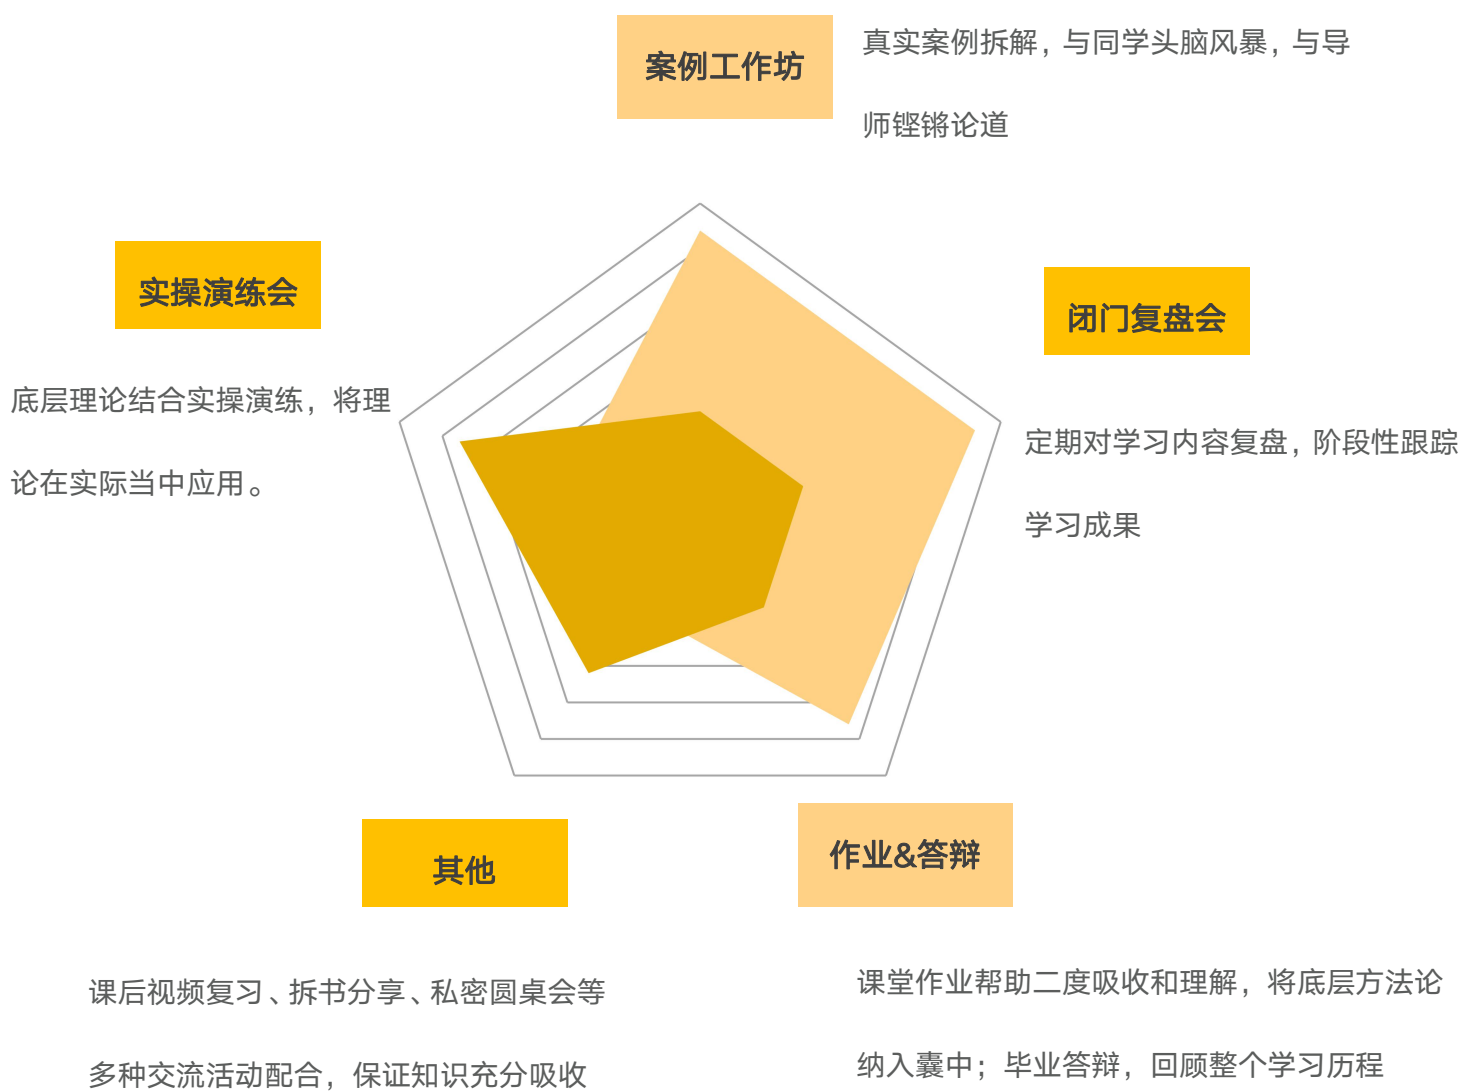 案例工作坊
真实案例拆解，与同学头脑风暴，与导
师铿锵论道
实操演练会
底层理论结合实操演练，将理
论在实际当中应用。
闭门复盘会
定期对学习内容复盘，阶段性跟踪
学习成果
其他
课后视频复习、拆书分享、私密圆桌会等
多种交流活动配合，保证知识充分吸收
作业&答辩
课堂作业帮助二度吸收和理解，将底层方法论
纳入囊中；毕业答辩，回顾整个学习历程